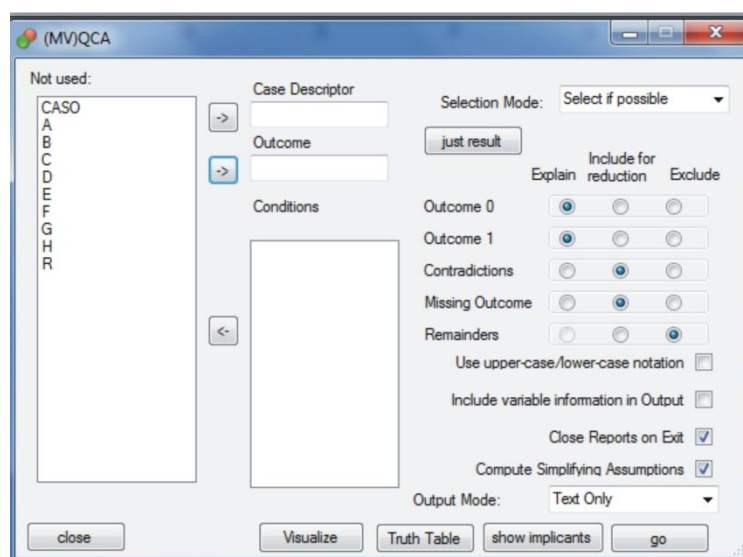 (MV)QCA
Not used:
CASO
A
B
C
D
E
F
G
H
R
->
->
<-
Case Descriptor
Outcome
Conditions
Selection Mode: Select if possible
just result
Explain Include for reduction Exclude
Outcome 0
Outcome 1
Contradictions
Missing Outcome
Remainders
Use upper-case/lower-case notation
Include variable information in Output
Close Reports on Exit
Compute Simplifying Assumptions
Output Mode: Text Only
close Visualize Truth Table show implicants go